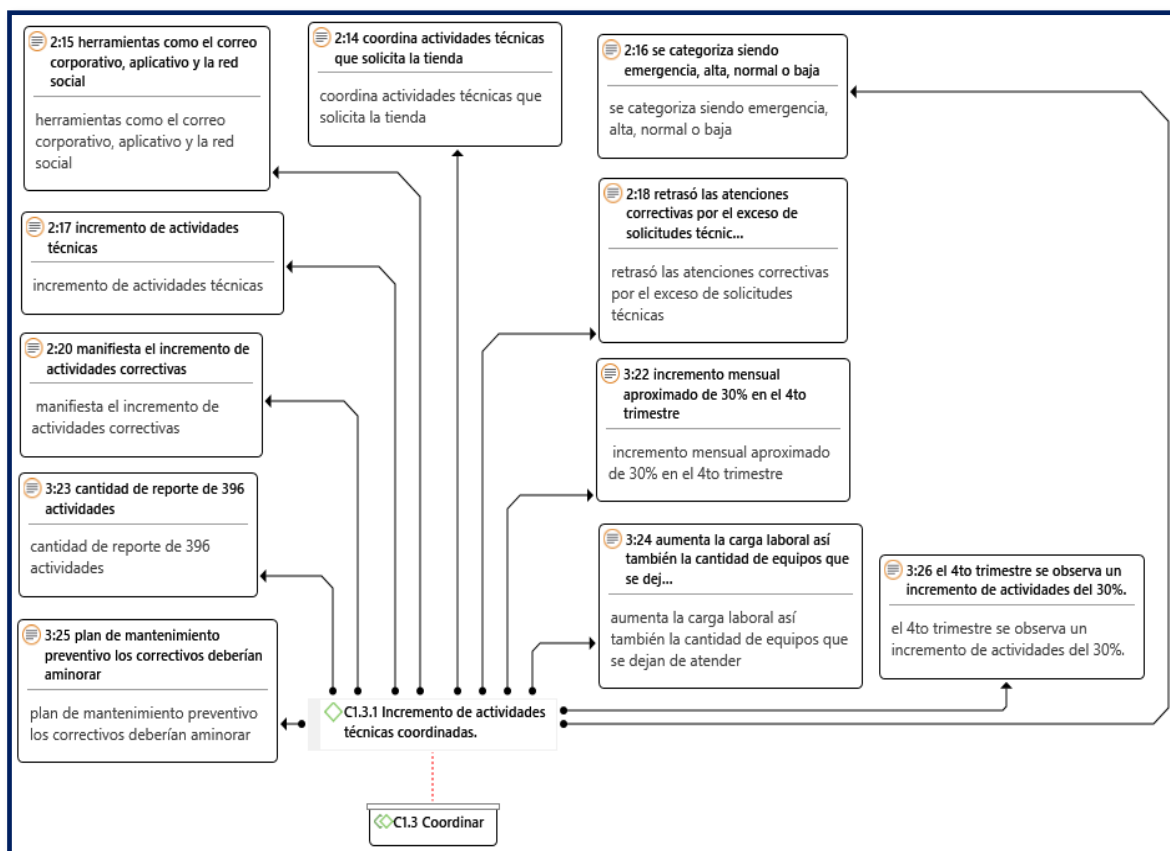 2:15 herramientas como el correo
corporativo, aplicativo y la red
social
herramientas como el correo
corporativo, aplicativo y la red
social
2:14 coordina actividades técnicas
que solicita la tienda
coordina actividades técnicas que
solicita la tienda
2:16 se categoriza siendo
emergencia, alta, normal o baja
se categoriza siendo emergencia,
alta, normal o baja
2:17 incremento de actividades
técnicas
incremento de actividades técnicas
2:18 retrasó las atenciones
correctivas por el exceso de
solicitudes técnic...
retrasó las atenciones correctivas
por el exceso de solicitudes
técnicas
2:20 manifiesta el incremento de
actividades correctivas
manifiesta el incremento de
actividades correctivas
3:22 incremento mensual
aproximado de 30% en el 4to
trimestre
incremento mensual aproximado
de 30% en el 4to trimestre
3:23 cantidad de reporte de 396
actividades
cantidad de reporte de 396
actividades
3:24 aumenta la carga laboral así
también la cantidad de equipos que
se dej...
aumenta la carga laboral así
también la cantidad de equipos que
se dejan de atender
3:26 el 4to trimestre se observa un
incremento de actividades del 30%.
el 4to trimestre se observa un
incremento de actividades del 30%.
3:25 plan de mantenimiento
preventivo los correctivos deberían
aminorar
plan de mantenimiento preventivo
los correctivos deberían aminorar
C1.3.1 Incremento de actividades
técnicas coordinadas.
C1.3 Coordinar